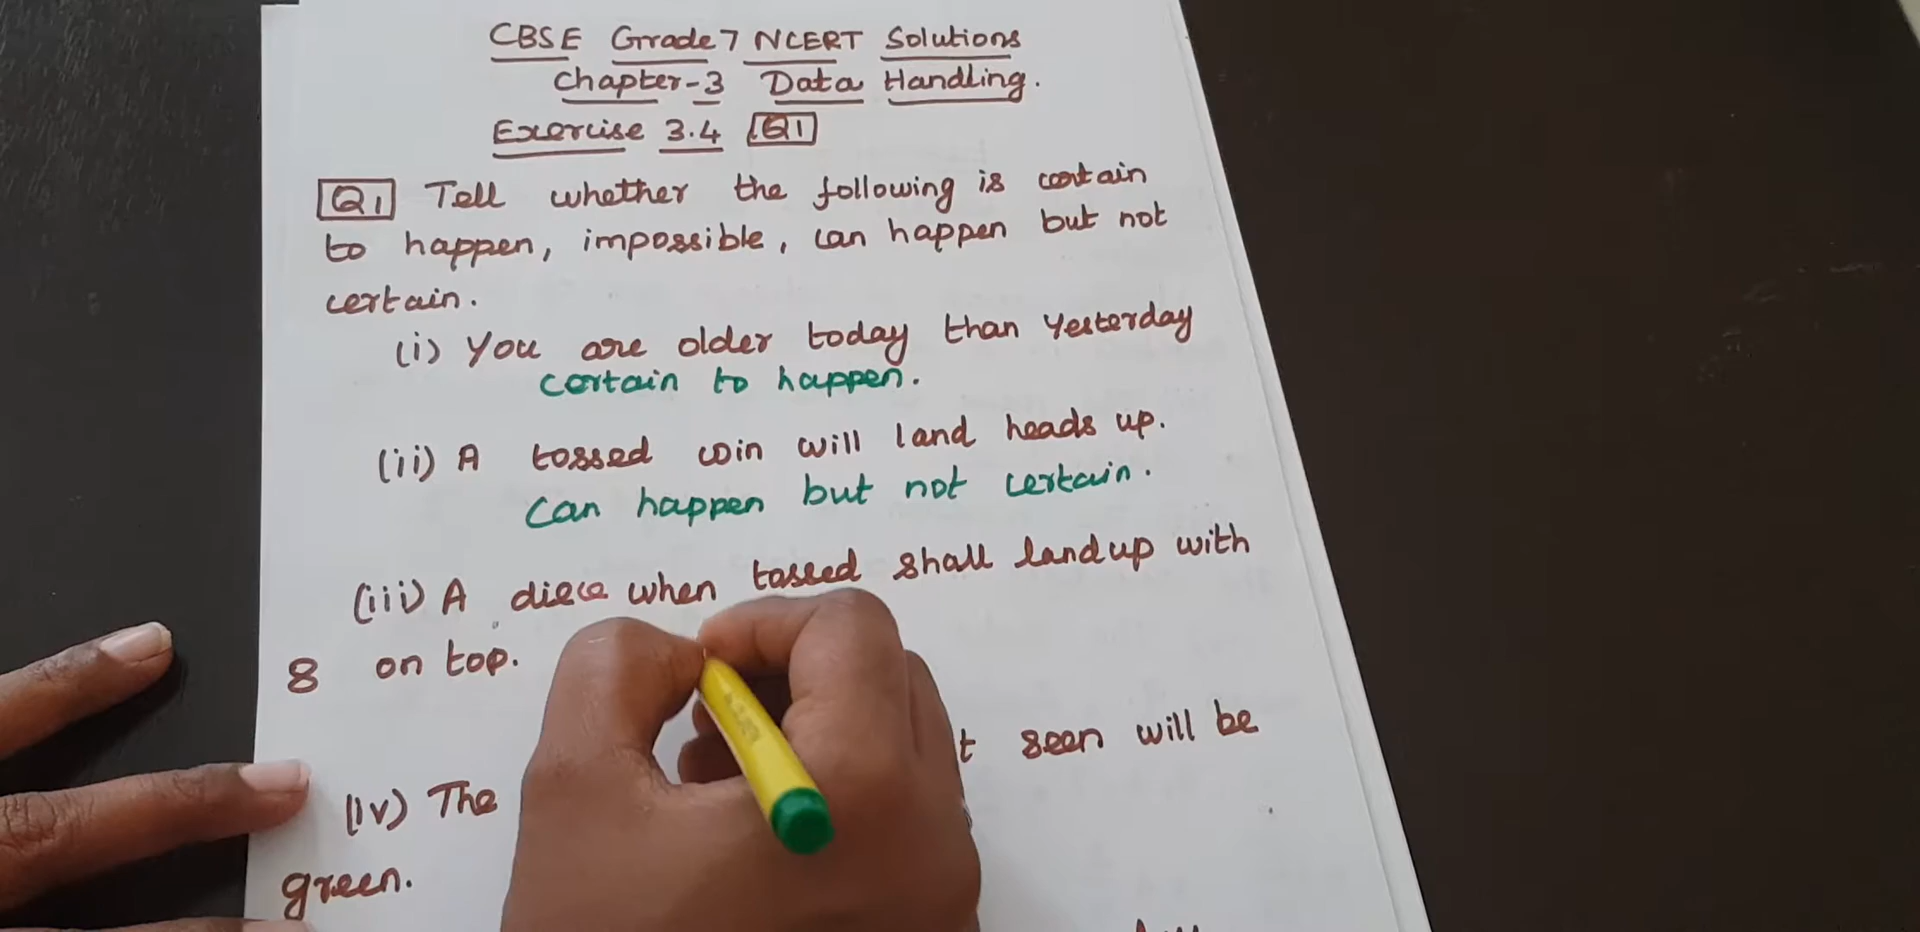 CBSE Grade 7 NCERT Solutions
Chapter-3 Data Handling.
Exercise 3.4 Q1
Q1 Tell whether the following is certain
to happen, impossible, can happen but not
certain.
(i) You are older today than yesterday
certain to happen.
(ii) A tossed coin will land heads up.
Can happen but not certain.
(iii) A diece when tossed shall land up with
8 on top.
(iv) The t seen will be
green.